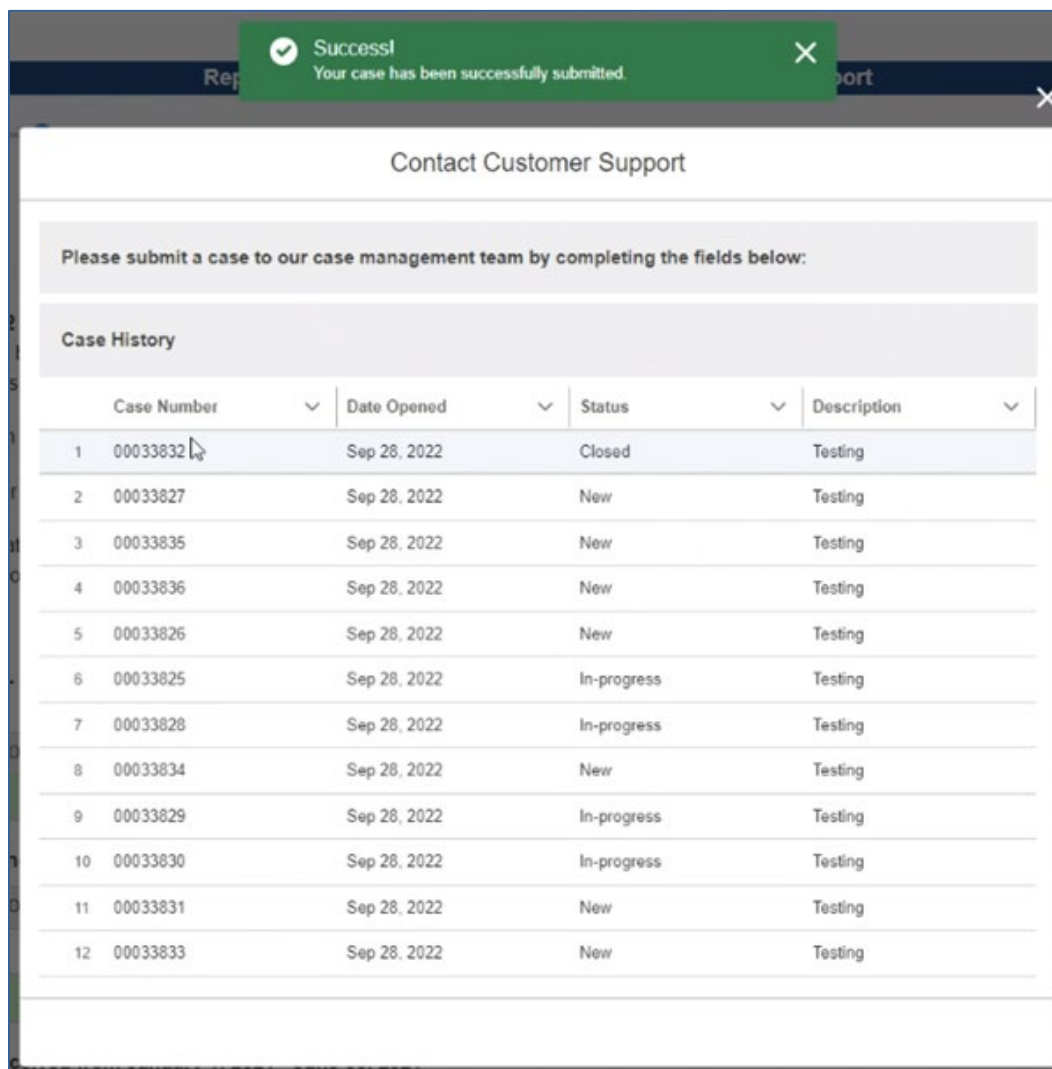 Success!
Your case has been successfully submitted.
Rep
port
Contact Customer Support
Please submit a case to our case management team by completing the fields below:
Case History
Case Number Date Opened Status Description
1 00033832 Sep 28, 2022 Closed Testing
2 00033827 Sep 28, 2022 New Testing
3 00033835 Sep 28, 2022 New Testing
4 00033836 Sep 28, 2022 New Testing
5 00033826 Sep 28, 2022 New Testing
6 00033825 Sep 28, 2022 In-progress Testing
7 00033828 Sep 28, 2022 In-progress Testing
8 00033834 Sep 28, 2022 New Testing
9 00033829 Sep 28, 2022 In-progress Testing
10 00033830 Sep 28, 2022 In-progress Testing
11 00033831 Sep 28, 2022 New Testing
12 00033833 Sep 28, 2022 New Testing